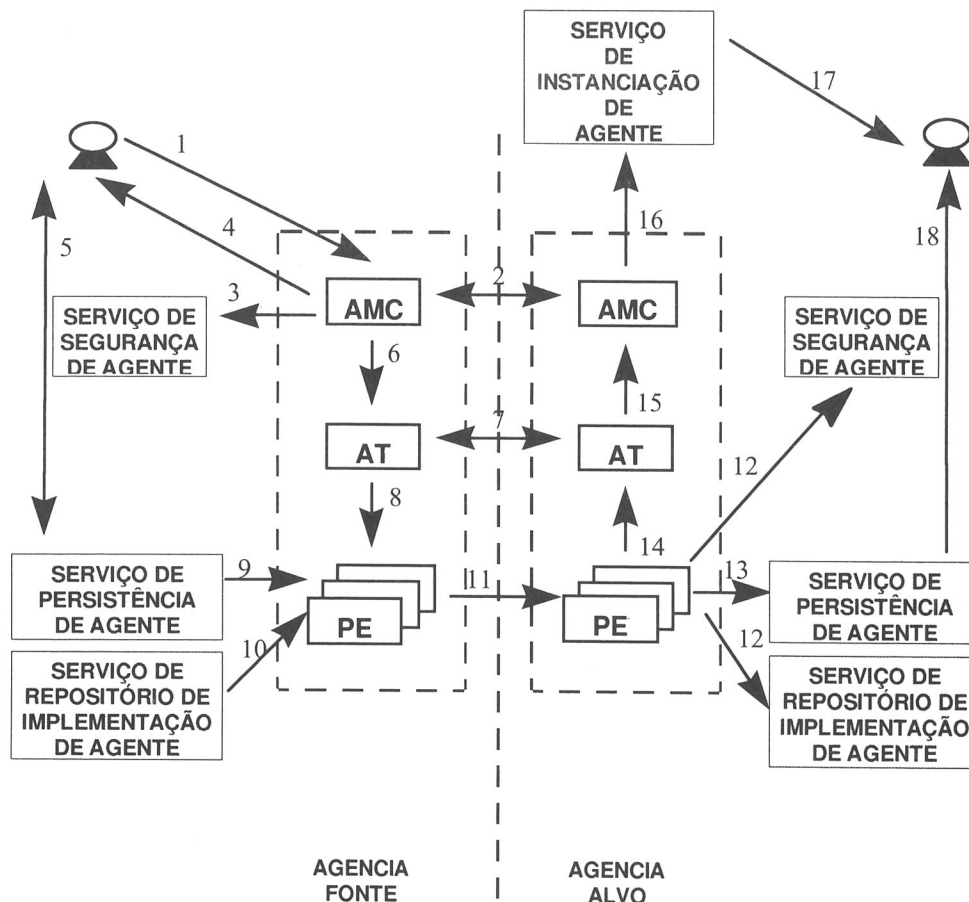 SERVIÇO
DE
INSTANCIAÇÃO
DE
AGENTE
17
1
4
5
16
18
3
AMC
2
AMC
SERVIÇO DE
SEGURANÇA
DE AGENTE
SERVIÇO DE
SEGURANÇA
DE AGENTE
6
15
7
AT
AT
12
8
14
9
11
13
SERVIÇO DE
PERSISTÊNCIA
DE AGENTE
PE
PE
SERVIÇO DE
PERSISTÊNCIA
DE AGENTE
10
12
SERVIÇO DE
REPOSITÓRIO DE
IMPLEMENTAÇÃO
DE AGENTE
SERVIÇO DE
REPOSITÓRIO DE
IMPLEMENTAÇÃO
DE AGENTE
AGENCIA
FONTE
AGENCIA
ALVO